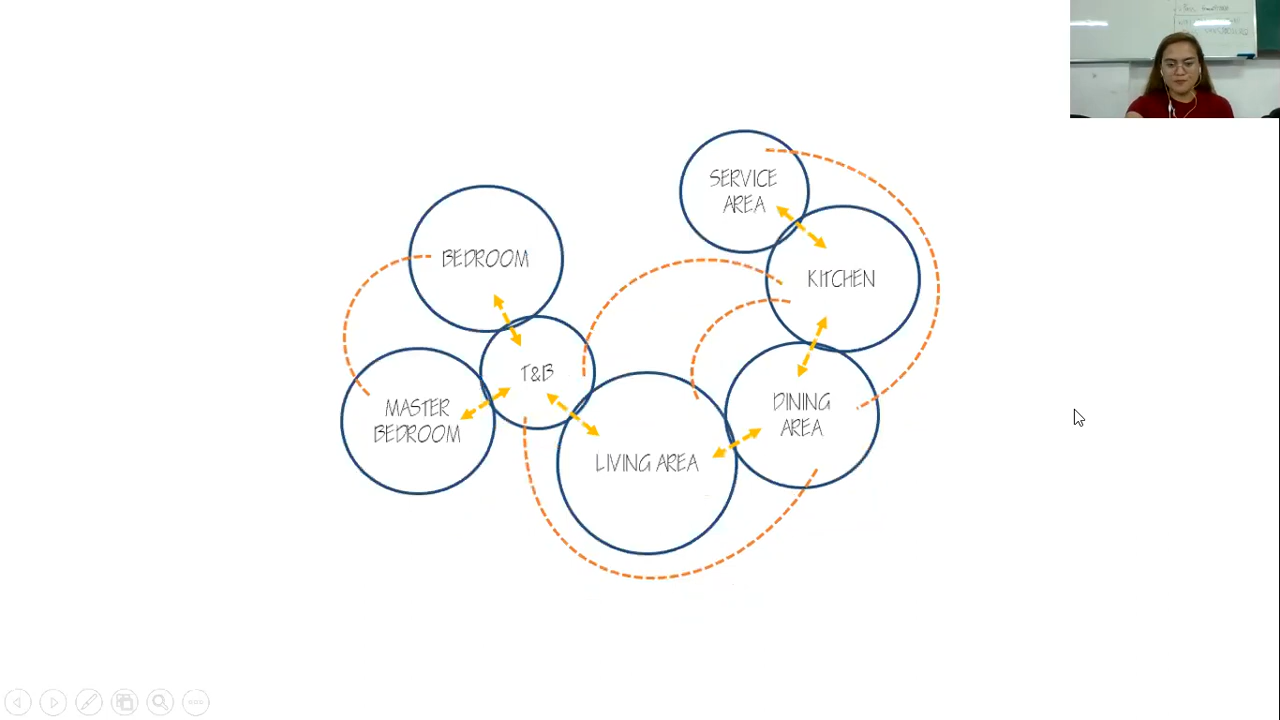 SERVICE
AREA
BEDROOM
KITCHEN
T&B
MASTER
BEDROOM
DINING
AREA
LIVING AREA